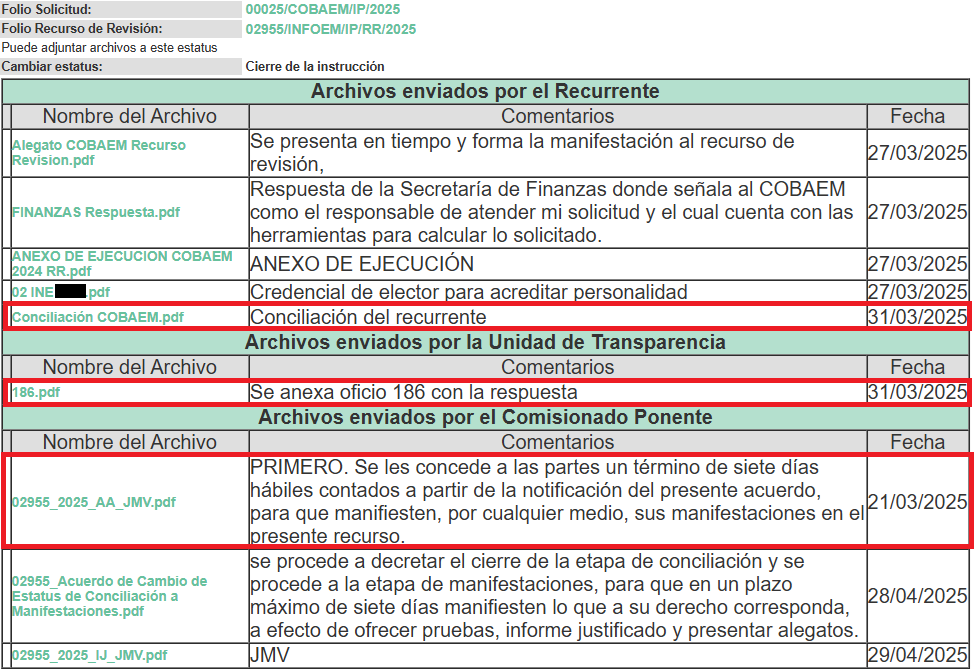 Folio Solicitud: 00025/COBAEM/IP/2025
Folio Recurso de Revisión: 02955/INFOEM/IP/RR/2025
Puede adjuntar archivos a este estatus
Cambiar estatus: Cierre de la instrucción
Archivos enviados por el Recurrente
Nombre del Archivo Comentarios Fecha
Alegato COBAEM Recurso
Revision.pdf
Se presenta en tiempo y forma la manifestación al recurso de
revisión,
27/03/2025
FINANZAS Respuesta.pdf
Respuesta de la Secretaría de Finanzas donde señala al COBAEM
como el responsable de atender mi solicitud y el cual cuenta con las
herramientas para calcular lo solicitado.
27/03/2025
ANEXO DE EJECUCION COBAEM
2024 RR.pdf
ANEXO DE EJECUCIÓN
27/03/2025
02 INE .pdf Credencial de elector para acreditar personalidad 27/03/2025
Conciliación COBAEM.pdf Conciliación del recurrente 31/03/2025
Archivos enviados por la Unidad de Transparencia
Nombre del Archivo Comentarios Fecha
186.pdf Se anexa oficio 186 con la respuesta 31/03/2025
Archivos enviados por el Comisionado Ponente
Nombre del Archivo Comentarios Fecha
02955_2025_AA_JMV.pdf
PRIMERO. Se les concede a las partes un término de siete días
hábiles contados a partir de la notificación del presente acuerdo,
para que manifiesten, por cualquier medio, sus manifestaciones en el
presente recurso.
21/03/2025
02955_Acuerdo de Cambio de
Estatus de Conciliación a
Manifestaciones.pdf
se procede a decretar el cierre de la etapa de conciliación y se
procede a la etapa de manifestaciones, para que en un plazo
máximo de siete días manifiesten lo que a su derecho corresponda,
a efecto de ofrecer pruebas, informe justificado y presentar alegatos.
28/04/2025
02955_2025_IJ_JMV.pdf JMV 29/04/2025